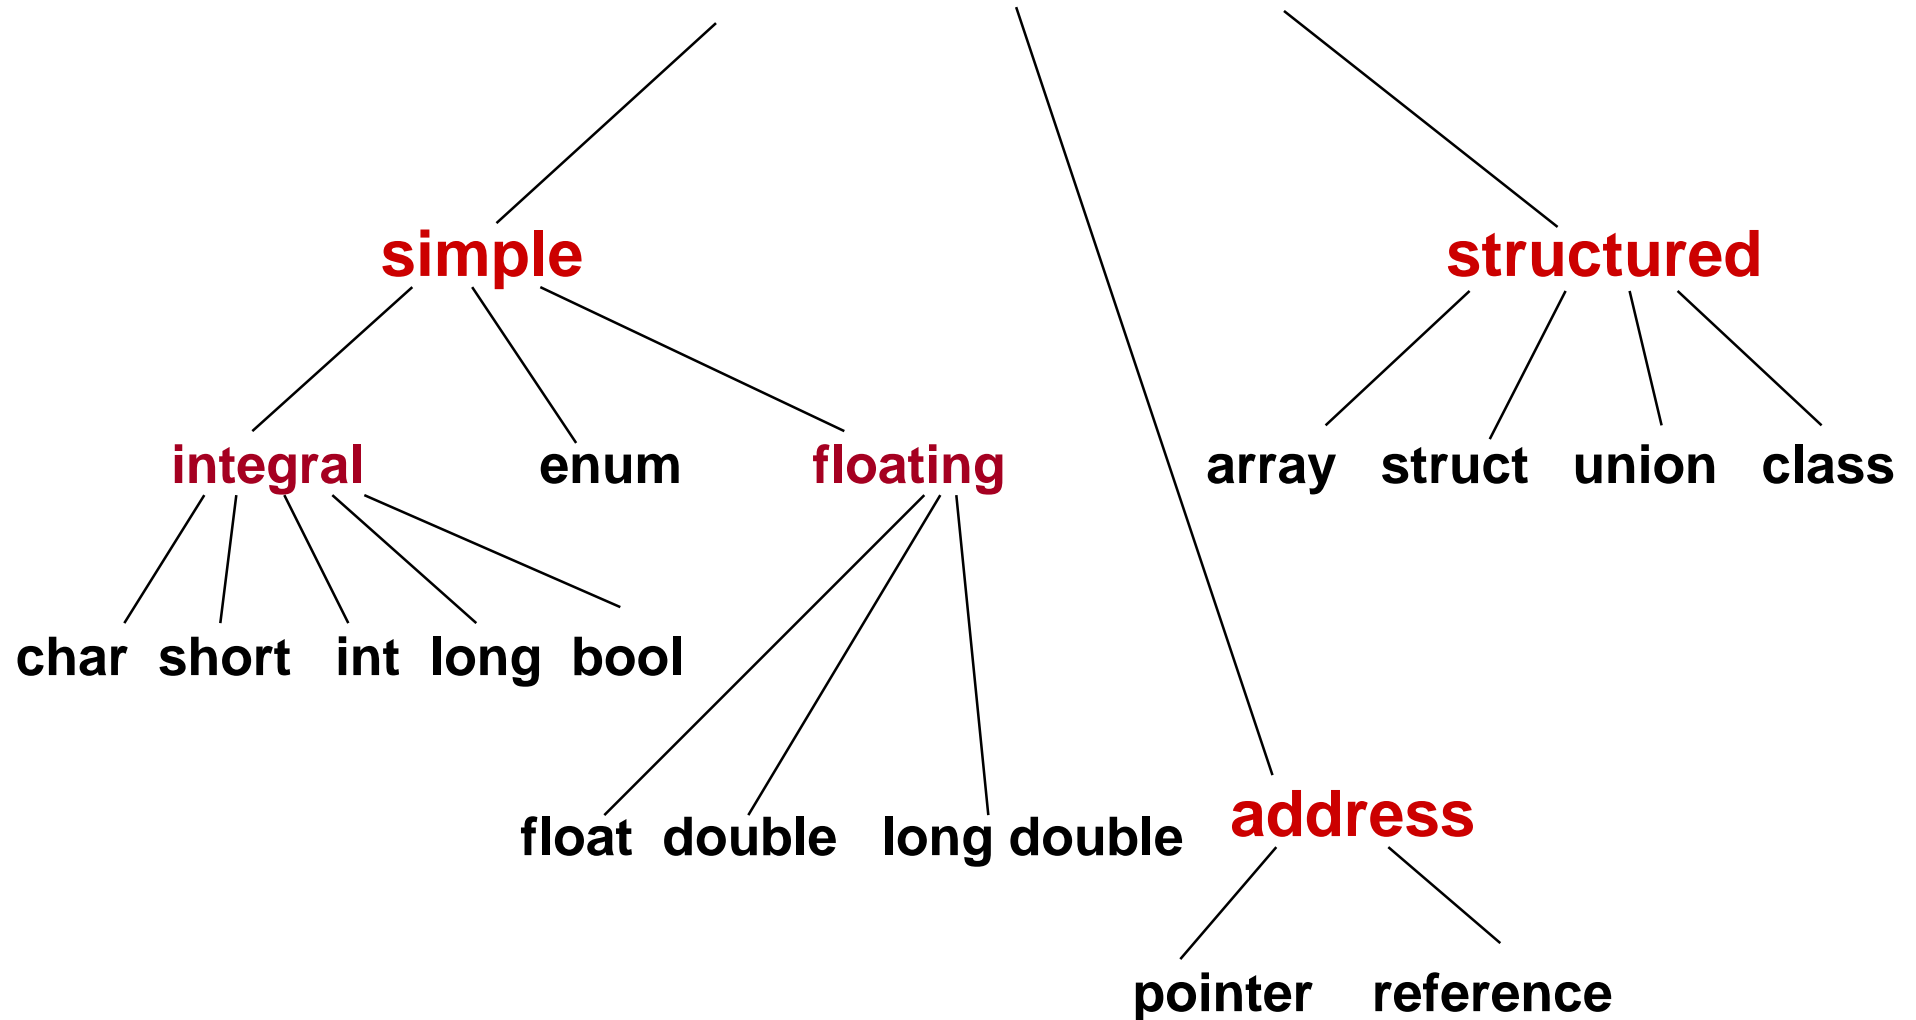 simple structured
integral enum floating array struct union class
char short int long bool
float double long double address
pointer reference